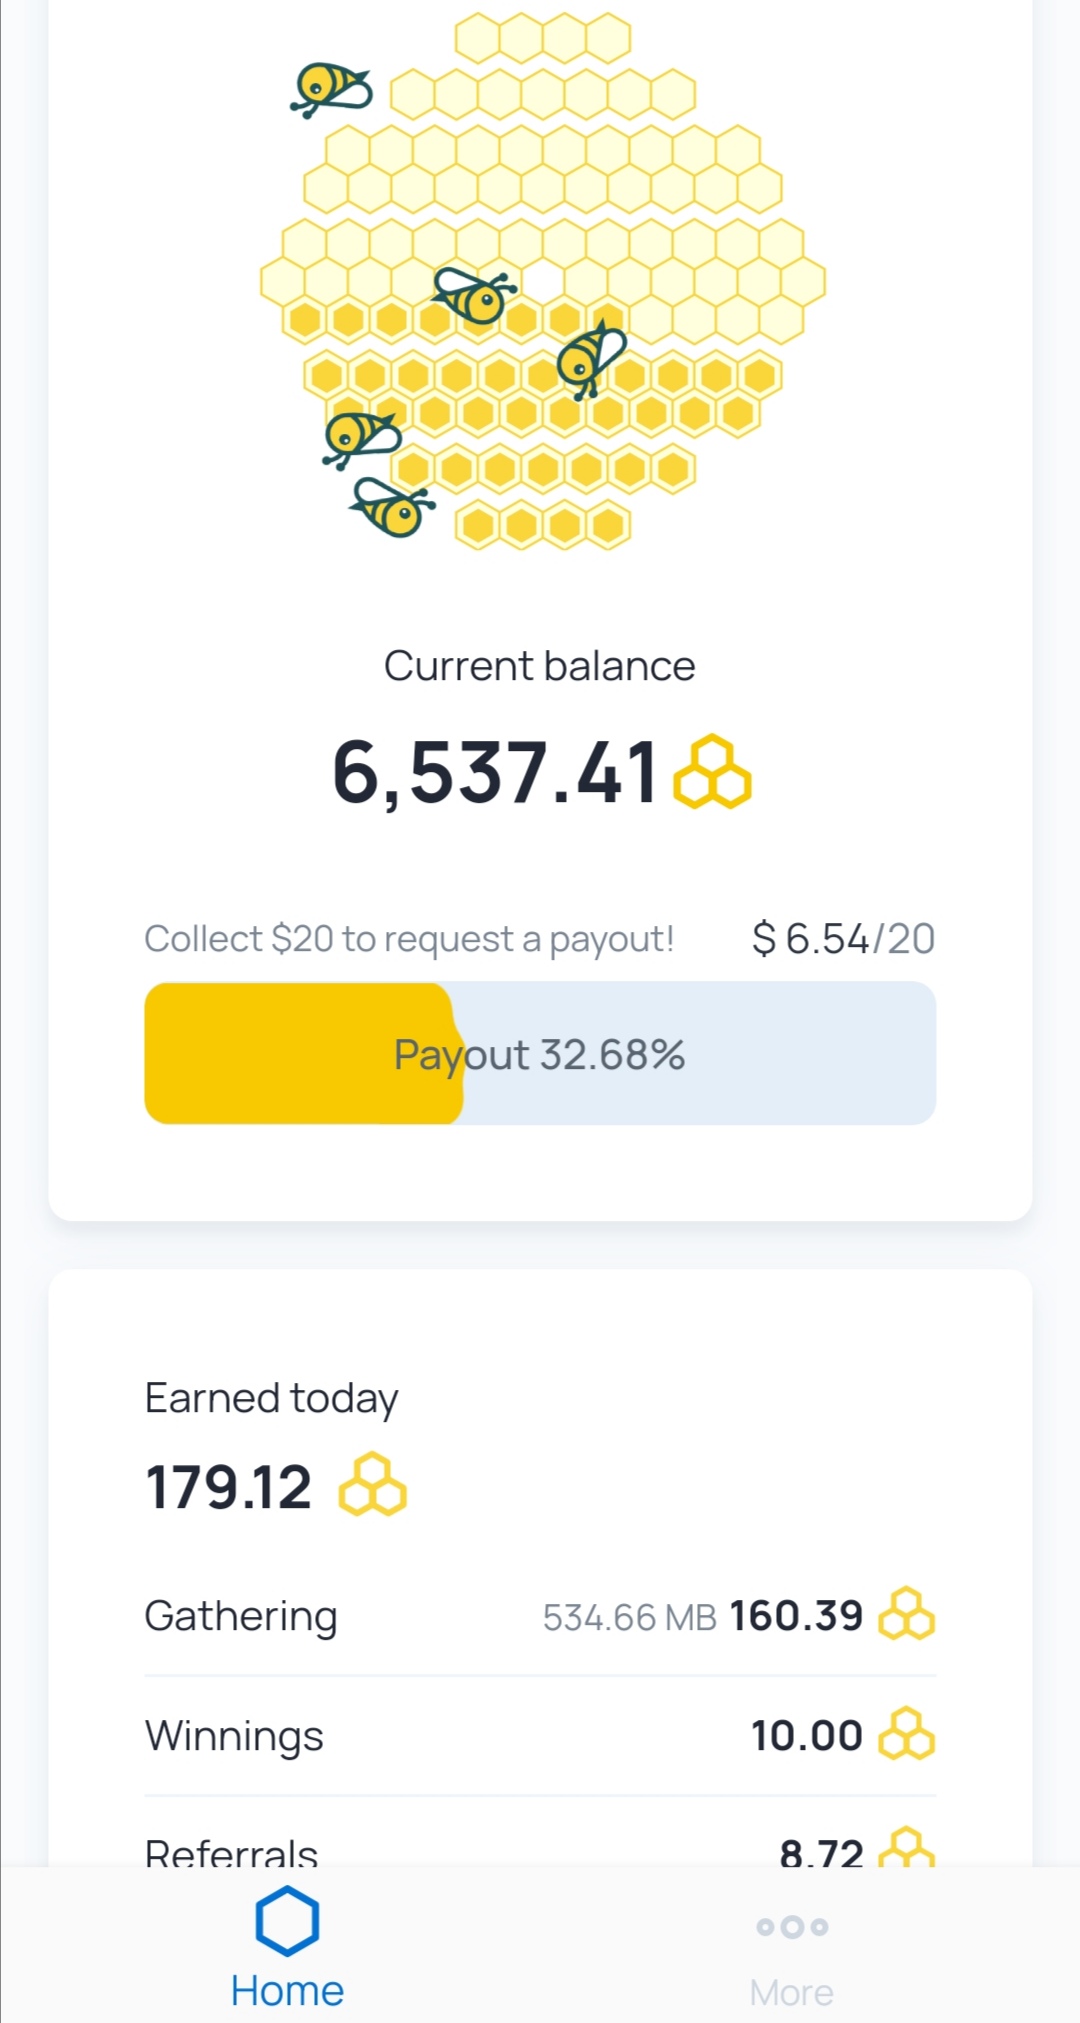 Current balance
6,537.41
Collect $20 to request a payout! $ 6.54/20
Payout 32.68%
Earned today
179.12
Gathering 534.66 MB 160.39
Winnings 10.00
Referrals 8.72
Home More